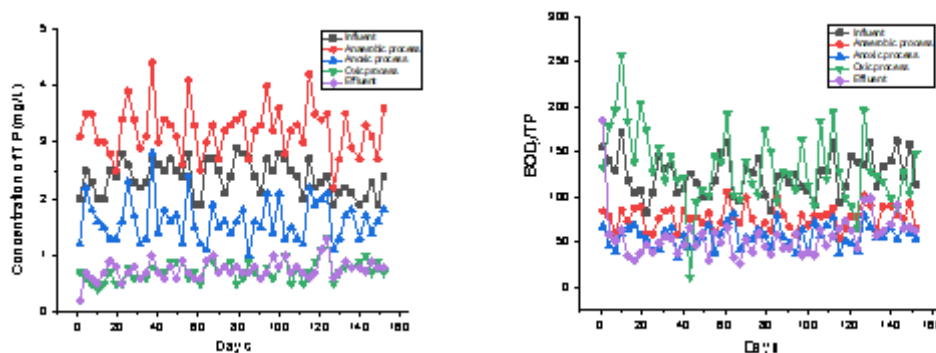 5
4
3
2
1
0
0 20 40 60 80 100 120 140 160
Days
Concentration of TP (mg/L)
Influent
Anaerobic process
Anoxic process
Oxic process
Effluent
300
250
200
150
100
50
0
0 20 40 60 80 100 120 140 160
Days
BOD₅/TP
Influent
Anaerobic process
Anoxic process
Oxic process
Effluent